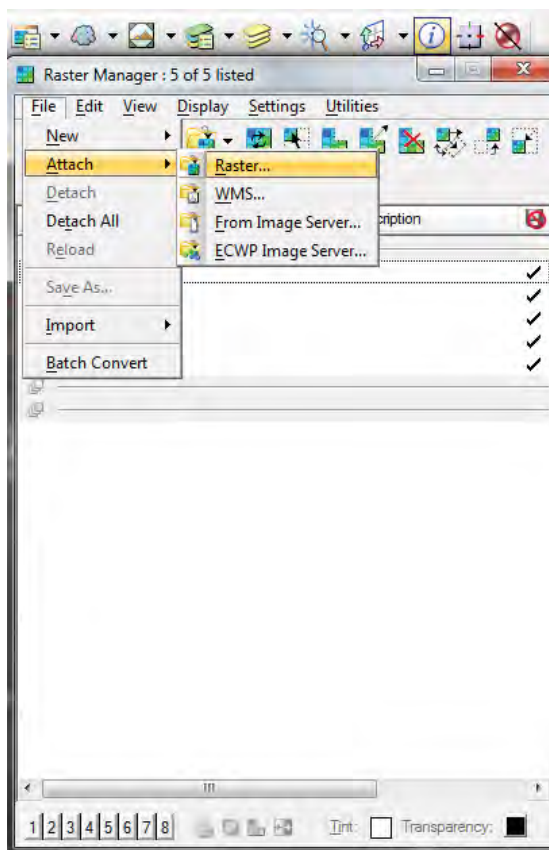 Raster Manager : 5 of 5 listed
File Edit View Display Settings Utilities
New
Attach
Raster...
Detach
WMS...
Detach All
From Image Server...
cription
Reload
ECWP Image Server...
Save As...
Import
Batch Convert
1 2 3 4 5 6 7 8 Tint: Transparency: